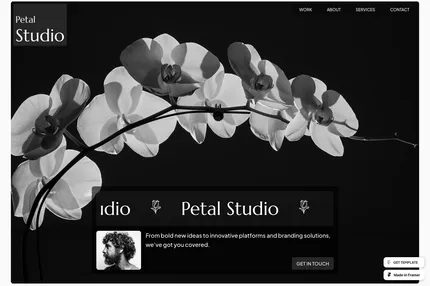 Petal
Studio
WORK ABOUT SERVICES CONTACT
ıdio Petal Studio
From bold new ideas to innovative platforms and branding solutions,
we've got you covered.
GET IN TOUCH
GET TEMPLATE
Made in Framer